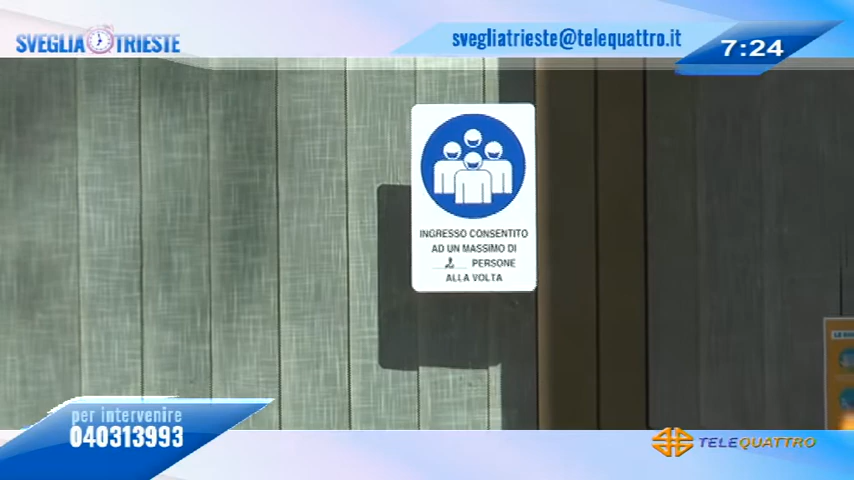 SVEGLIA TRIESTE
svegliatrieste@telequattro.it
7:24
INGRESSO CONSENTITO
AD UN MASSIMO DI
2 PERSONE
ALLA VOLTA
per intervenire
040313993
TELEQUATTRO